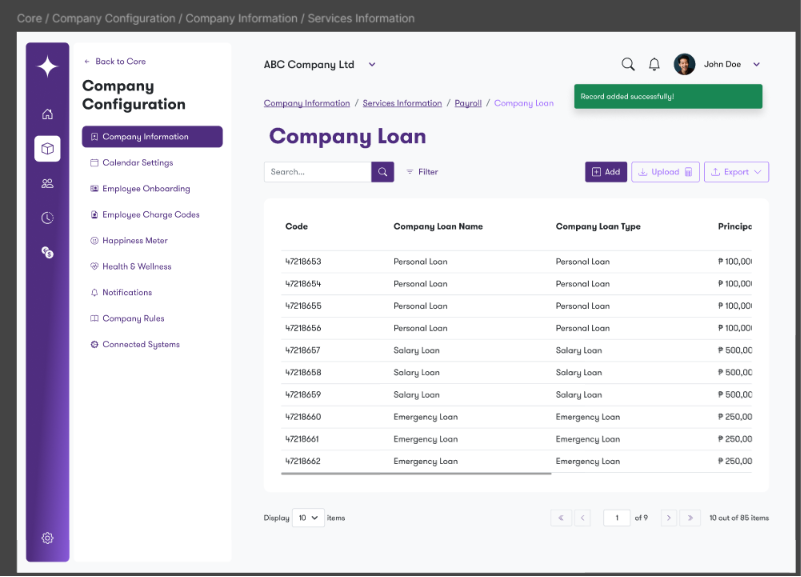 Core / Company Configuration / Company Information / Services Information
← Back to Core
Company
Configuration
Company Information
Calendar Settings
Employee Onboarding
Employee Charge Codes
Happiness Meter
Health & Wellness
Notifications
Company Rules
Connected Systems
ABC Company Ltd
John Doe
Company Information / Services Information / Payroll / Company Loan
Record added successfully!
Company Loan
Search...
Filter
Add
Upload
Export
Code Company Loan Name Company Loan Type Principa
47218653 Personal Loan Personal Loan ₱ 100,00
47218654 Personal Loan Personal Loan ₱ 100,00
47218655 Personal Loan Personal Loan ₱ 100,00
47218656 Personal Loan Personal Loan ₱ 100,00
47218657 Salary Loan Salary Loan ₱ 500,00
47218658 Salary Loan Salary Loan ₱ 500,00
47218659 Salary Loan Salary Loan ₱ 500,00
47218660 Emergency Loan Emergency Loan ₱ 250,00
47218661 Emergency Loan Emergency Loan ₱ 250,00
47218662 Emergency Loan Emergency Loan ₱ 250,00
Display 10 items
« ‹ 1 of 9 › » 10 out of 85 items